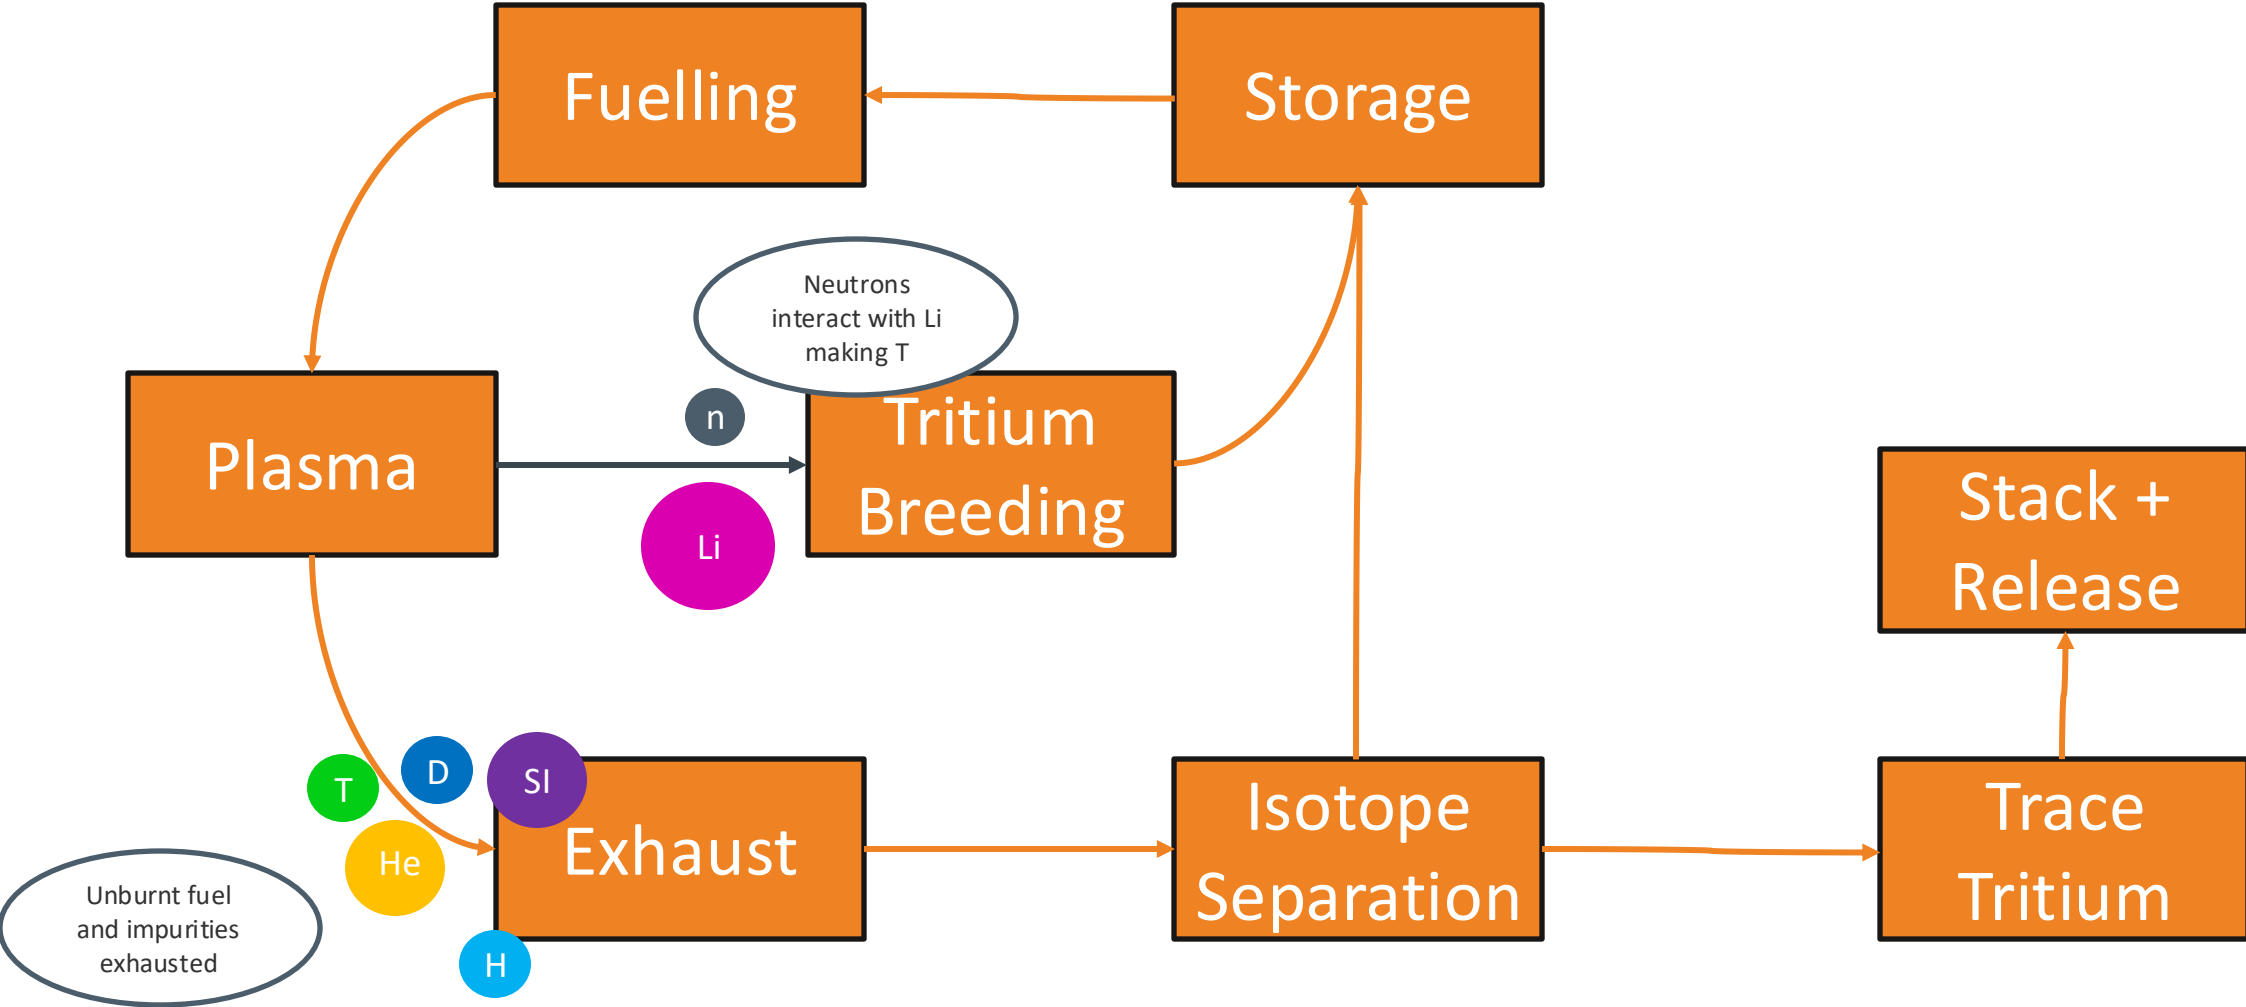 Fuelling
Storage
Neutrons
interact with Li
making T
n
Plasma
Tritium
Breeding
Li
Stack +
Release
T
D
SI
He
H
Exhaust
Isotope
Separation
Trace
Tritium
Unburnt fuel
and impurities
exhausted